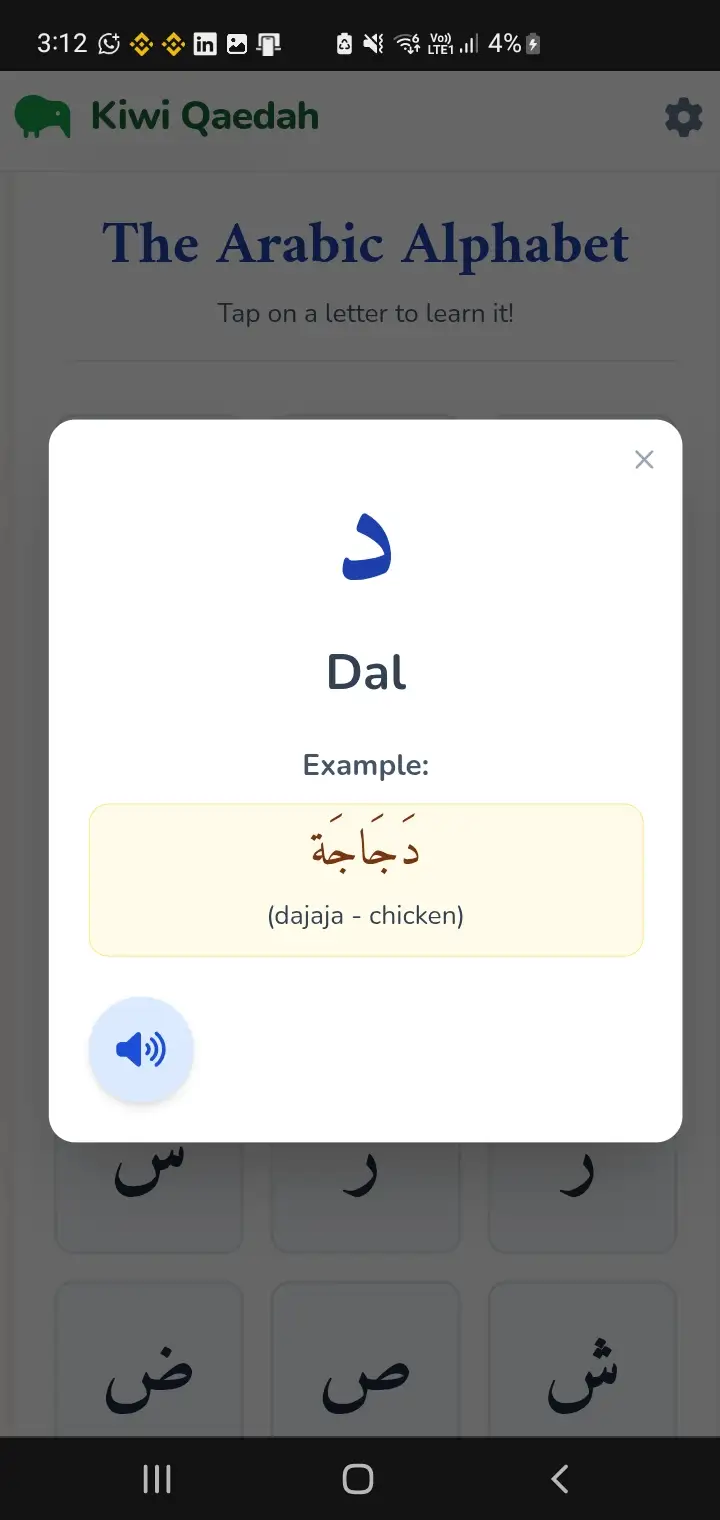 3:12
LTE1
4%
Kiwi Qaedah
The Arabic Alphabet
Tap on a letter to learn it!
د
Dal
Example:
دَجَاجَة
(dajaja - chicken)
ر س
ش ص ض